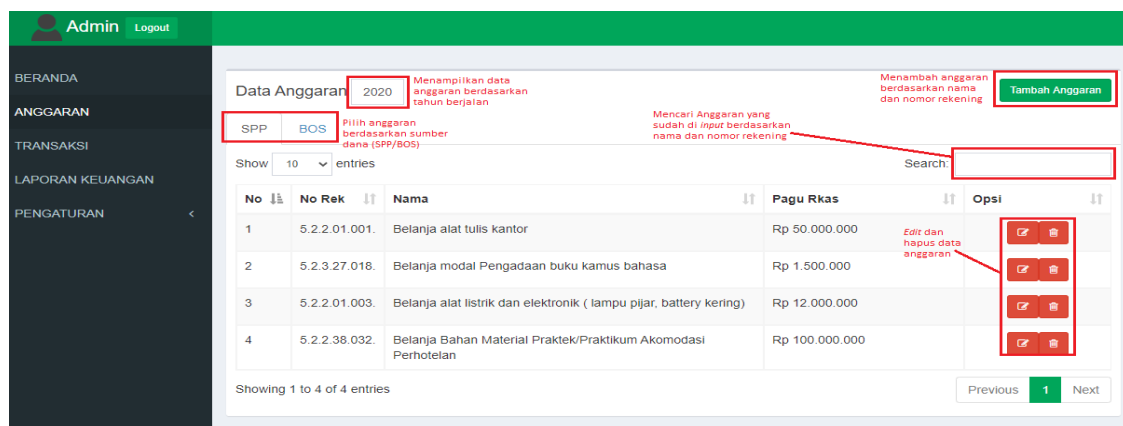 Admin Logout
BERANDA
ANGGARAN
TRANSAKSI
LAPORAN KEUANGAN
PENGATURAN <
Data Anggaran 2020
Menampilkan data
anggaran berdasarkan
tahun berjalan
Menambah anggaran
berdasarkan nama
dan nomor rekening
Tambah Anggaran
SPP BOS
Pilih anggaran
berdasarkan sumber
dana (SPP/BOS)
Mencari Anggaran yang
sudah di input berdasarkan
nama dan nomor rekening
Show 10 entries
Search:
No No Rek Nama Pagu Rkas Opsi
1 5.2.2.01.001. Belanja alat tulis kantor Rp 50.000.000
Edit dan
hapus data
anggaran
2 5.2.3.27.018. Belanja modal Pengadaan buku kamus bahasa Rp 1.500.000
3 5.2.2.01.003. Belanja alat listrik dan elektronik ( lampu pijar, battery kering) Rp 12.000.000
4 5.2.2.38.032. Belanja Bahan Material Praktek/Praktikum Akomodasi Rp 100.000.000
Perhotelan
Showing 1 to 4 of 4 entries
Previous 1 Next